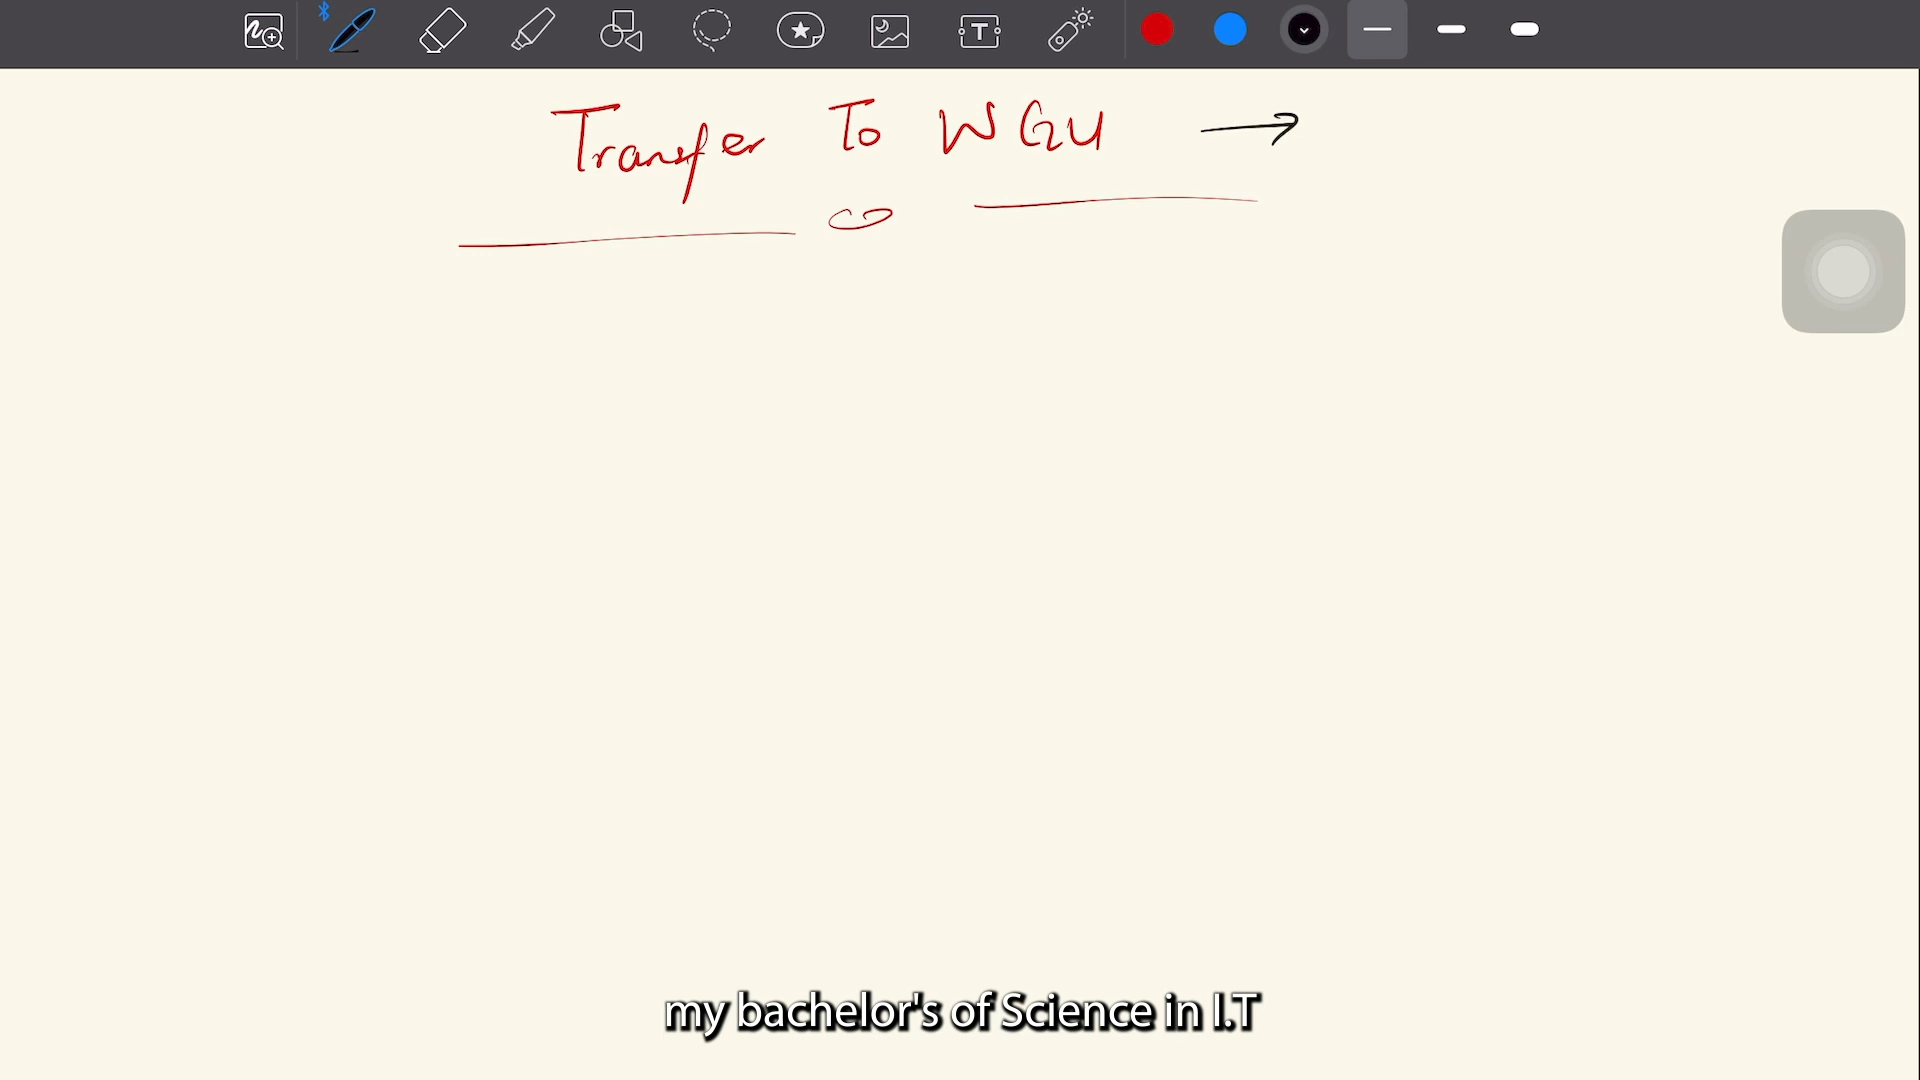 Transfer To WGU →
my bachelor's of Science in I.T